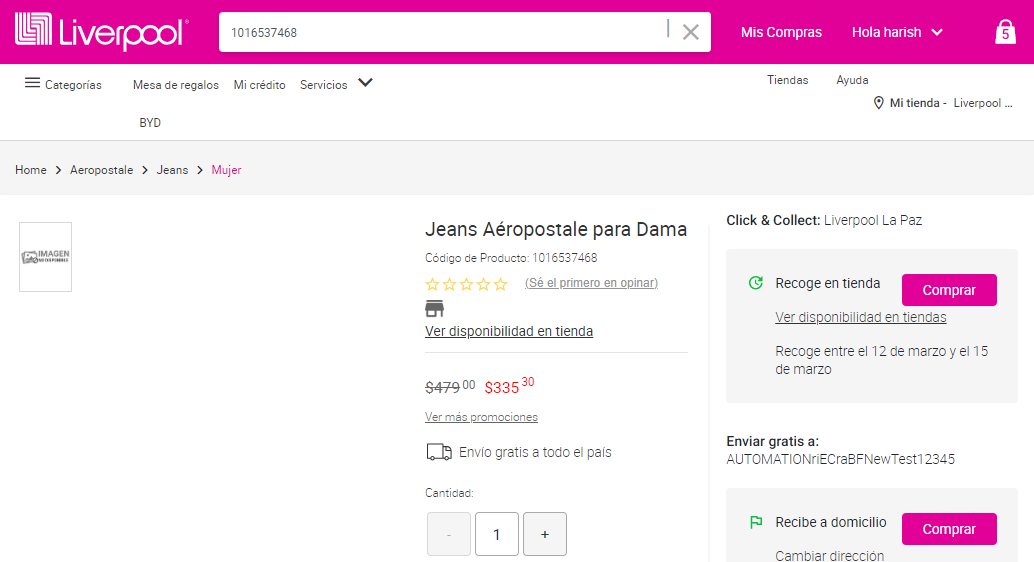 Liverpool
1016537468
Mis Compras
Hola harish
5
Categorías
Mesa de regalos
Mi crédito
Servicios
Tiendas
Ayuda
Mi tienda - Liverpool ...
BYD
Home > Aeropostale > Jeans > Mujer
IMAGEN
NO DISPONIBLE
Jeans Aéropostale para Dama
Código de Producto: 1016537468
(Sé el primero en opinar)
Ver disponibilidad en tienda
$479 00 $335 30
Ver más promociones
Envío gratis a todo el país
Cantidad:
- 1 +
Click & Collect: Liverpool La Paz
Recoge en tienda
Comprar
Ver disponibilidad en tiendas
Recoge entre el 12 de marzo y el 15
de marzo
Enviar gratis a:
AUTOMATIONriECraBFNewTest12345
Recibe a domicilio
Comprar
Cambiar dirección